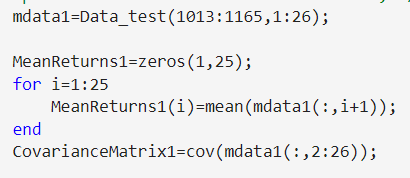 mdata1=Data_test(1013:1165,1:26);
MeanReturns1=zeros(1,25);
for i=1:25
MeanReturns1(i)=mean(mdata1(:,i+1));
end
CovarianceMatrix1=cov(mdata1(:,2:26));